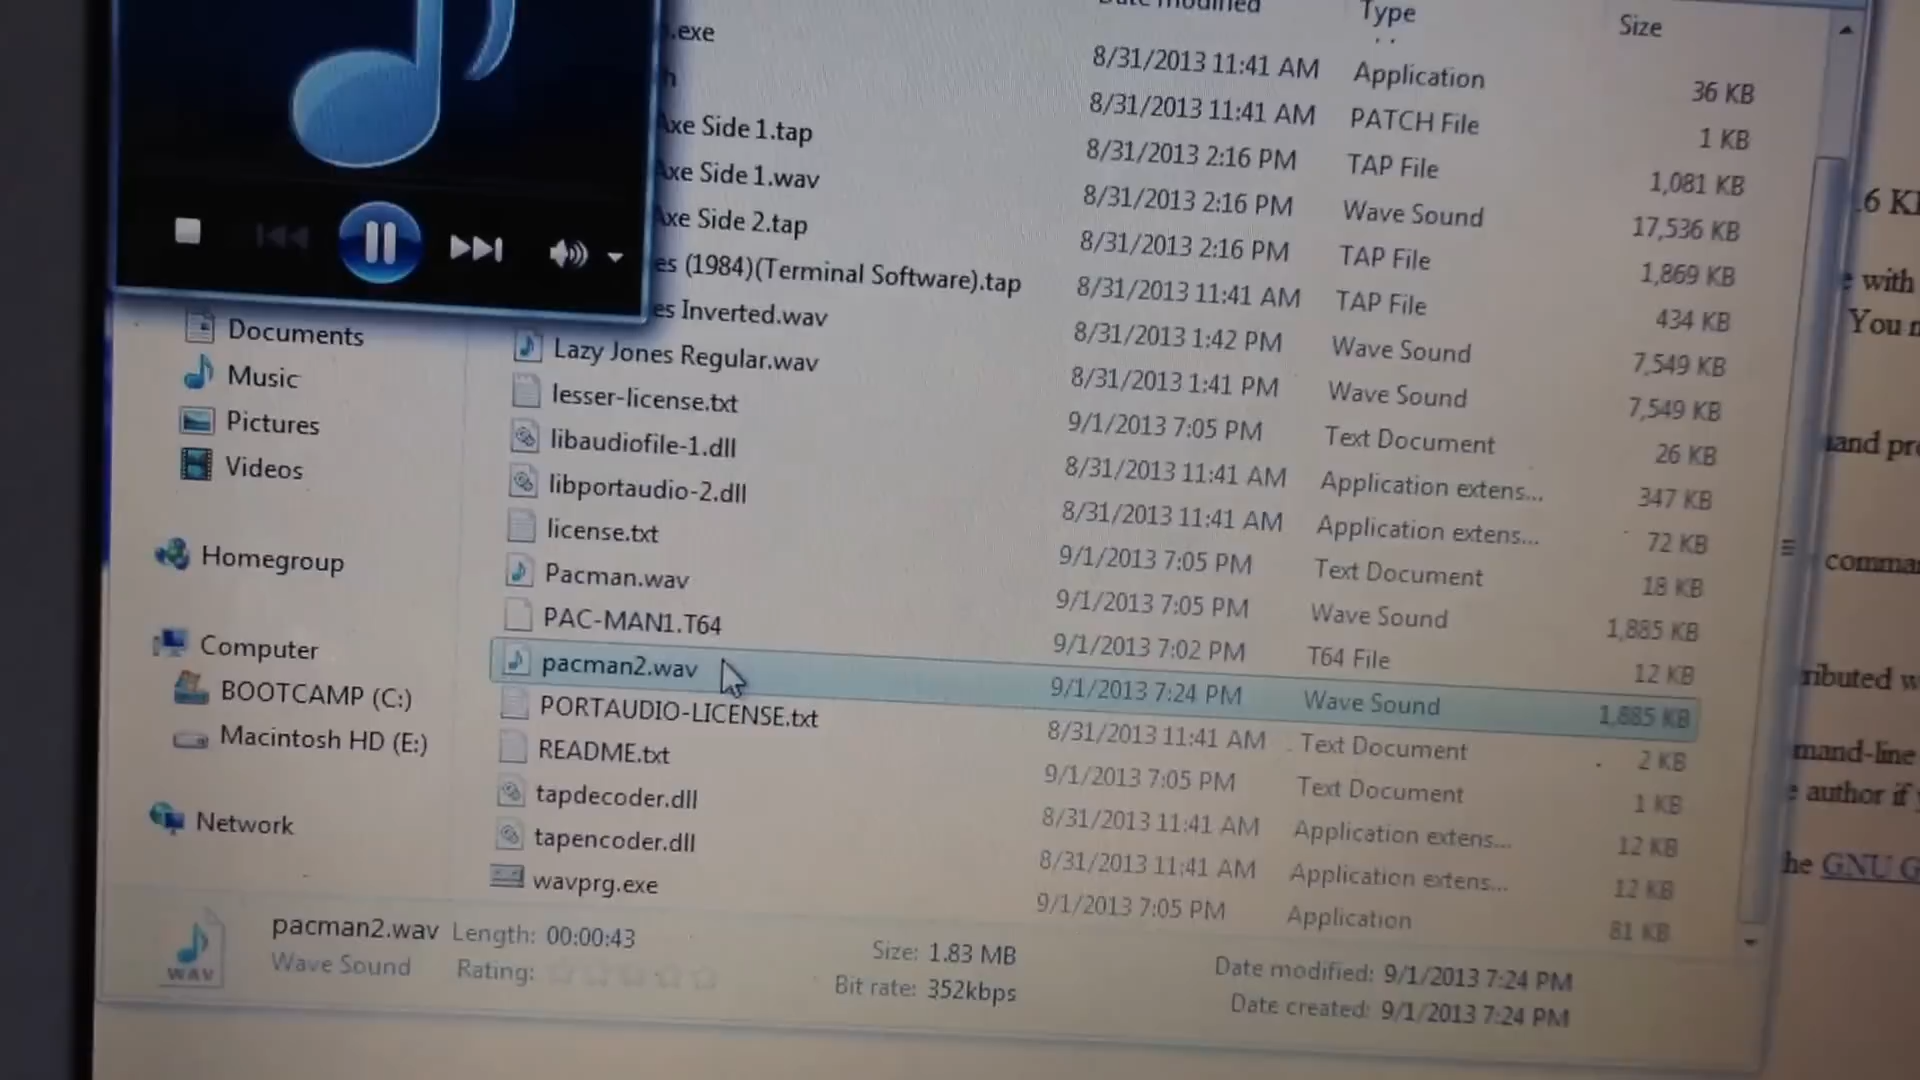 Date modified Type Size
.exe 8/31/2013 11:41 AM Application 36 KB
h 8/31/2013 11:41 AM PATCH File 1 KB
Axe Side 1.tap 8/31/2013 2:16 PM TAP File 1,081 KB
Axe Side 1.wav 8/31/2013 2:16 PM Wave Sound 17,536 KB
Axe Side 2.tap 8/31/2013 2:16 PM TAP File 1,869 KB
es (1984)(Terminal Software).tap 8/31/2013 11:41 AM TAP File 434 KB
es Inverted.wav 8/31/2013 1:42 PM Wave Sound 7,549 KB
Lazy Jones Regular.wav 8/31/2013 1:41 PM Wave Sound 7,549 KB
lesser-license.txt 9/1/2013 7:05 PM Text Document 26 KB
libaudiofile-1.dll 8/31/2013 11:41 AM Application extens... 347 KB
libportaudio-2.dll 8/31/2013 11:41 AM Application extens... 72 KB
license.txt 9/1/2013 7:05 PM Text Document 18 KB
Pacman.wav 9/1/2013 7:05 PM Wave Sound 1,885 KB
PAC-MAN1.T64 9/1/2013 7:02 PM T64 File 12 KB
pacman2.wav 9/1/2013 7:24 PM Wave Sound 1,885 KB
PORTAUDIO-LICENSE.txt 8/31/2013 11:41 AM Text Document 2 KB
README.txt 9/1/2013 7:05 PM Text Document 1 KB
tapdecoder.dll 8/31/2013 11:41 AM Application extens... 12 KB
tapencoder.dll 8/31/2013 11:41 AM Application extens... 12 KB
wavprg.exe 9/1/2013 7:05 PM Application 81 KB
Documents
Music
Pictures
Videos
Homegroup
Computer
BOOTCAMP (C:)
Macintosh HD (E:)
Network
WAV
pacman2.wav Length: 00:00:43 Size: 1.83 MB Date modified: 9/1/2013 7:24 PM
Wave Sound Rating: Bit rate: 352kbps Date created: 9/1/2013 7:24 PM
with
You
author if
GNU G